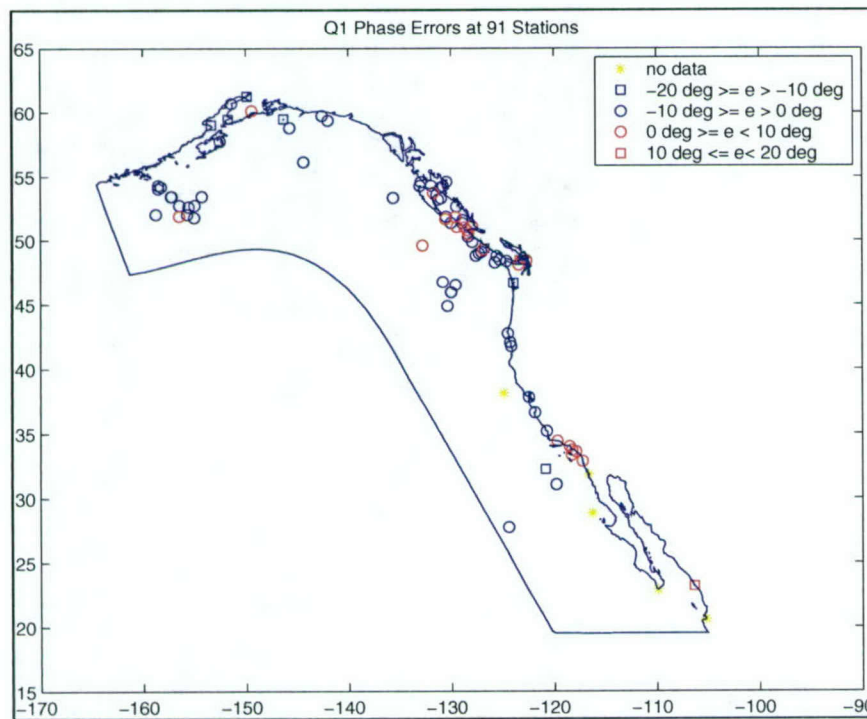 Q1 Phase Errors at 91 Stations
no data
−20 deg >= e > −10 deg
−10 deg >= e > 0 deg
0 deg >= e < 10 deg
10 deg <= e< 20 deg
65
60
55
50
45
40
35
30
25
20
15
−170 −160 −150 −140 −130 −120 −110 −100 −90